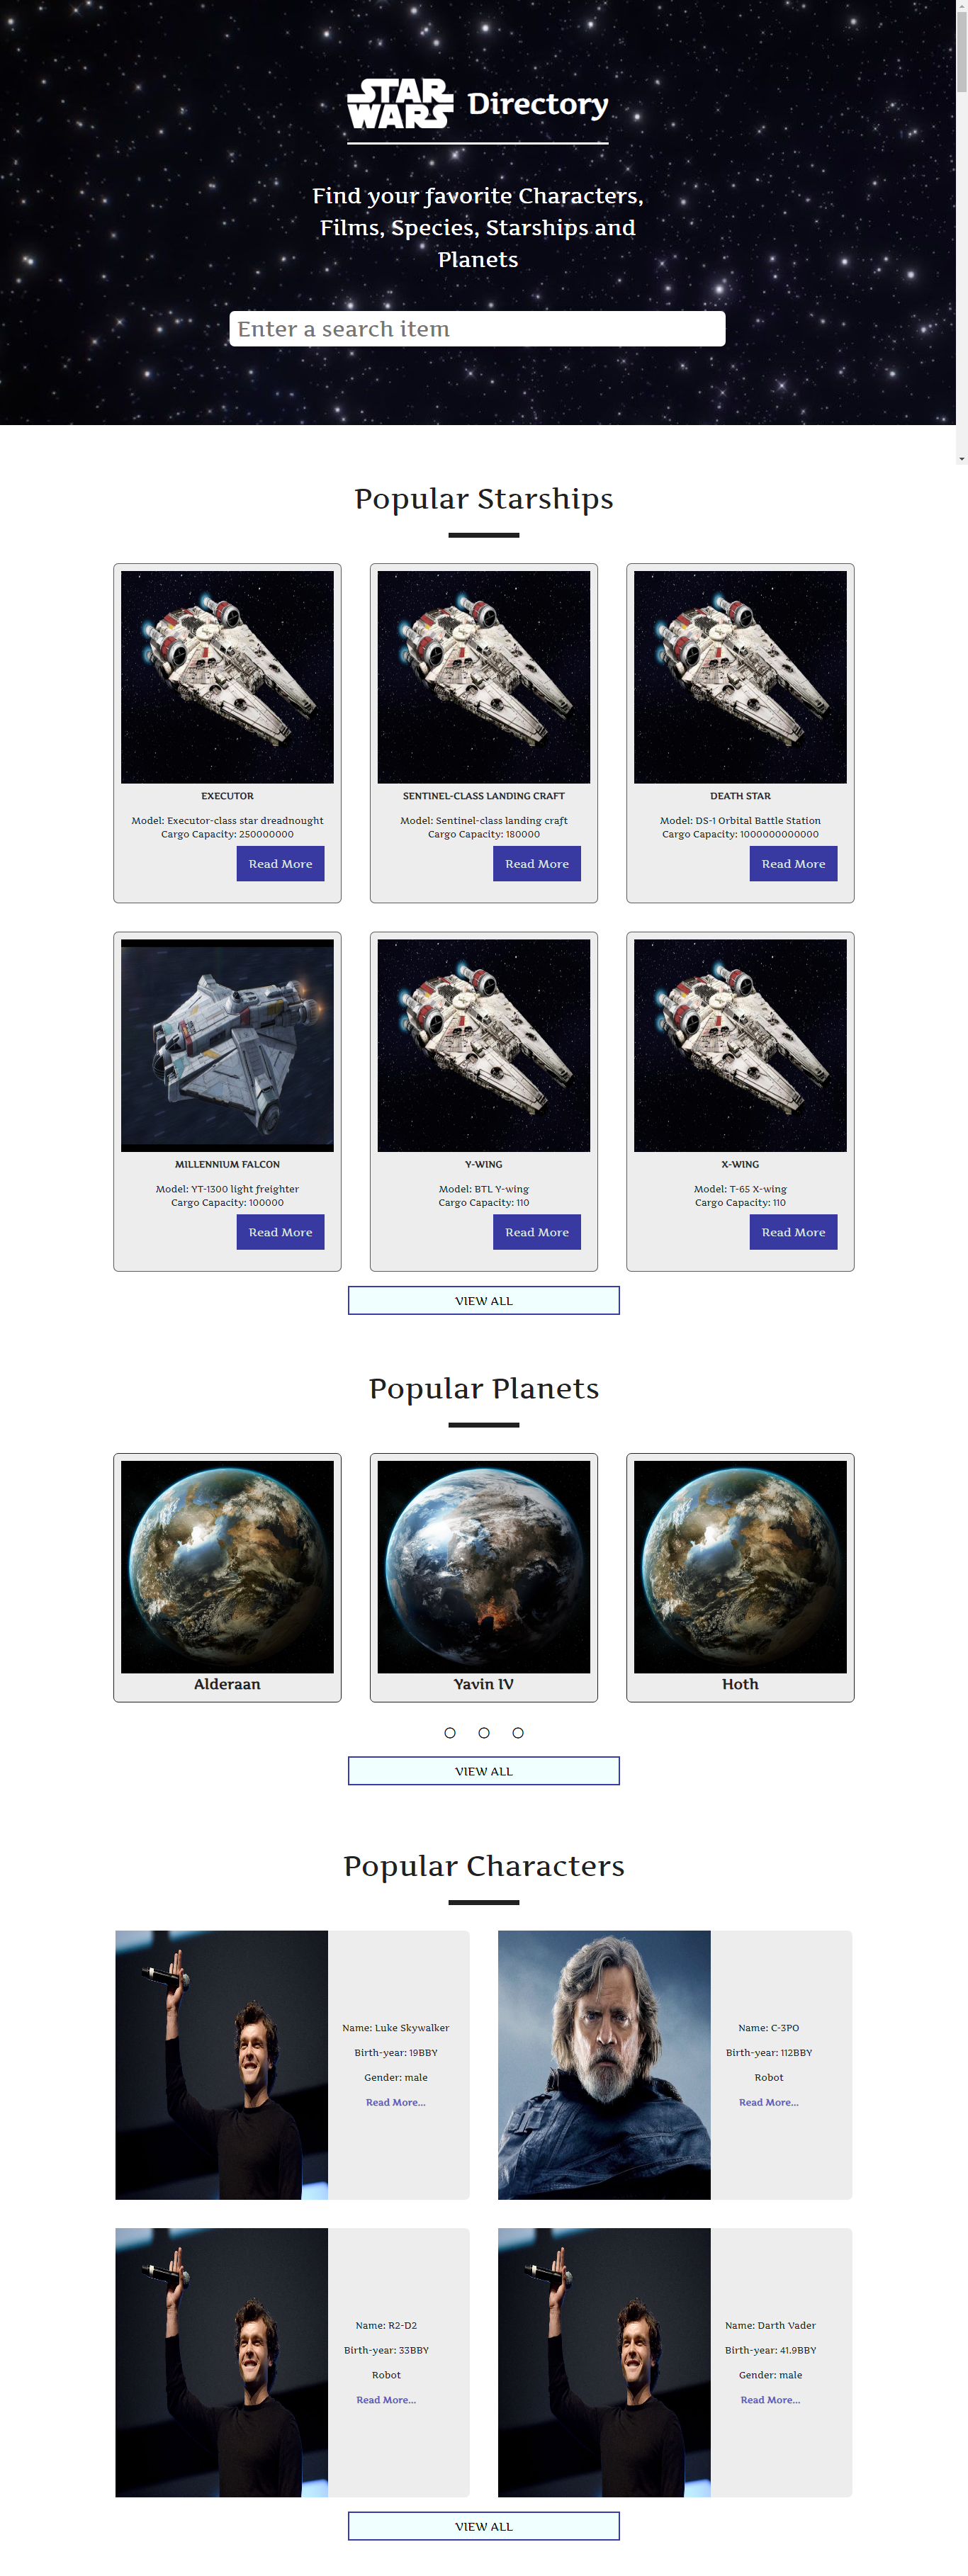 STAR
WARS
Directory
Find your favorite Characters,
Films, Species, Starships and
Planets
Enter a search item
Popular Starships
EXECUTOR
Model: Executor-class star dreadnought
Cargo Capacity: 250000000
Read More
SENTINEL-CLASS LANDING CRAFT
Model: Sentinel-class landing craft
Cargo Capacity: 180000
Read More
DEATH STAR
Model: DS-1 Orbital Battle Station
Cargo Capacity: 1000000000000
Read More
MILLENNIUM FALCON
Model: YT-1300 light freighter
Cargo Capacity: 100000
Read More
Y-WING
Model: BTL Y-wing
Cargo Capacity: 110
Read More
X-WING
Model: T-65 X-wing
Cargo Capacity: 110
Read More
VIEW ALL
Popular Planets
Alderaan
Yavin IV
Hoth
VIEW ALL
Popular Characters
Name: Luke Skywalker
Birth-year: 19BBY
Gender: male
Read More...
Name: C-3PO
Birth-year: 112BBY
Robot
Read More...
Name: R2-D2
Birth-year: 33BBY
Robot
Read More...
Name: Darth Vader
Birth-year: 41.9BBY
Gender: male
Read More...
VIEW ALL